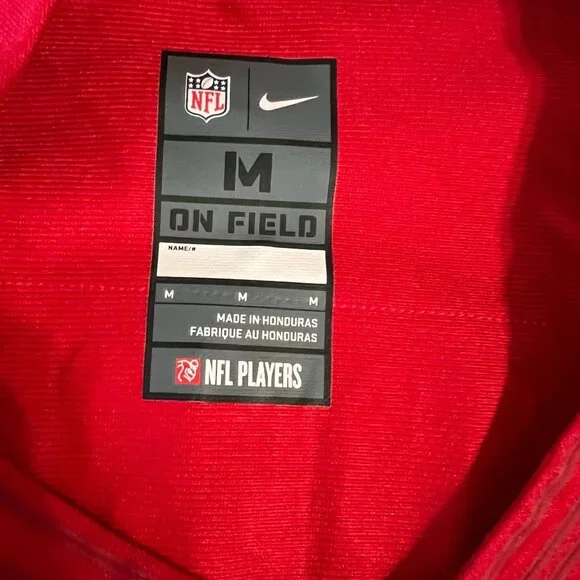 NFL
M
ON FIELD
NAME/#
M M M
MADE IN HONDURAS
FABRIQUE AU HONDURAS
NFL PLAYERS